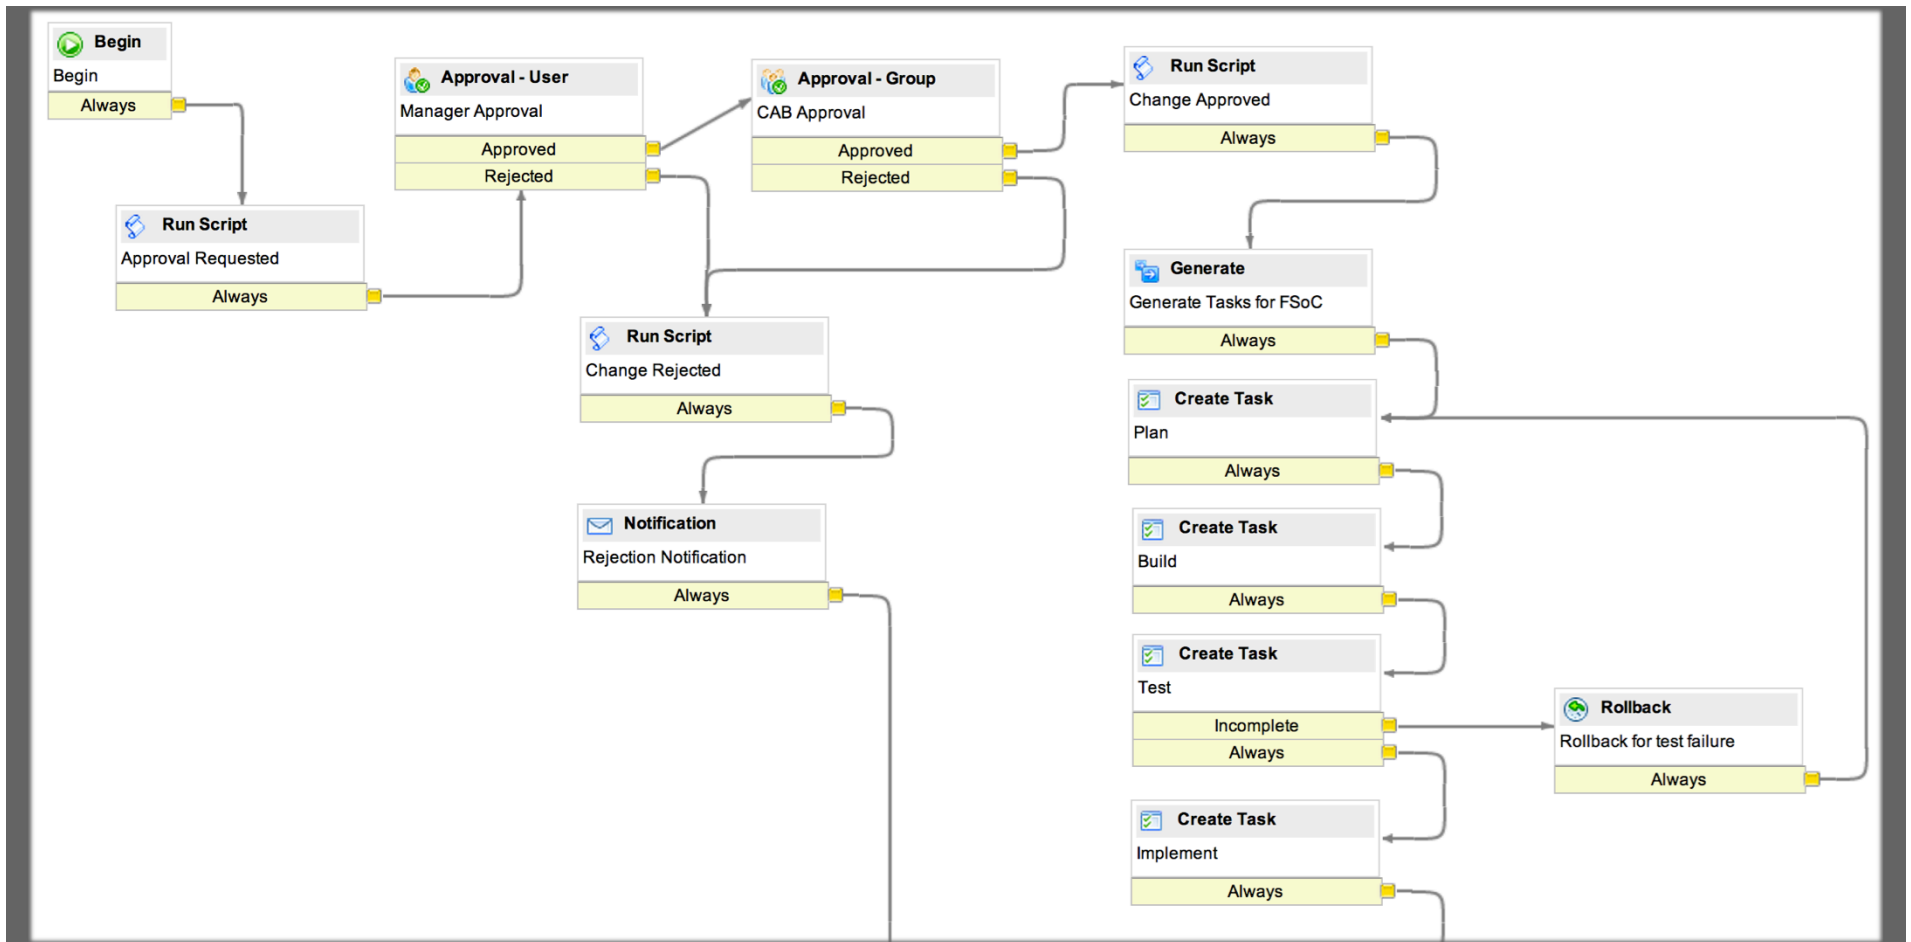 Begin
Begin
Always
Run Script
Approval Requested
Always
Approval - User
Manager Approval
Approved
Rejected
Approval - Group
CAB Approval
Approved
Rejected
Run Script
Change Rejected
Always
Notification
Rejection Notification
Always
Run Script
Change Approved
Always
Generate
Generate Tasks for FSoC
Always
Create Task
Plan
Always
Create Task
Build
Always
Create Task
Test
Incomplete
Always
Rollback
Rollback for test failure
Always
Create Task
Implement
Always